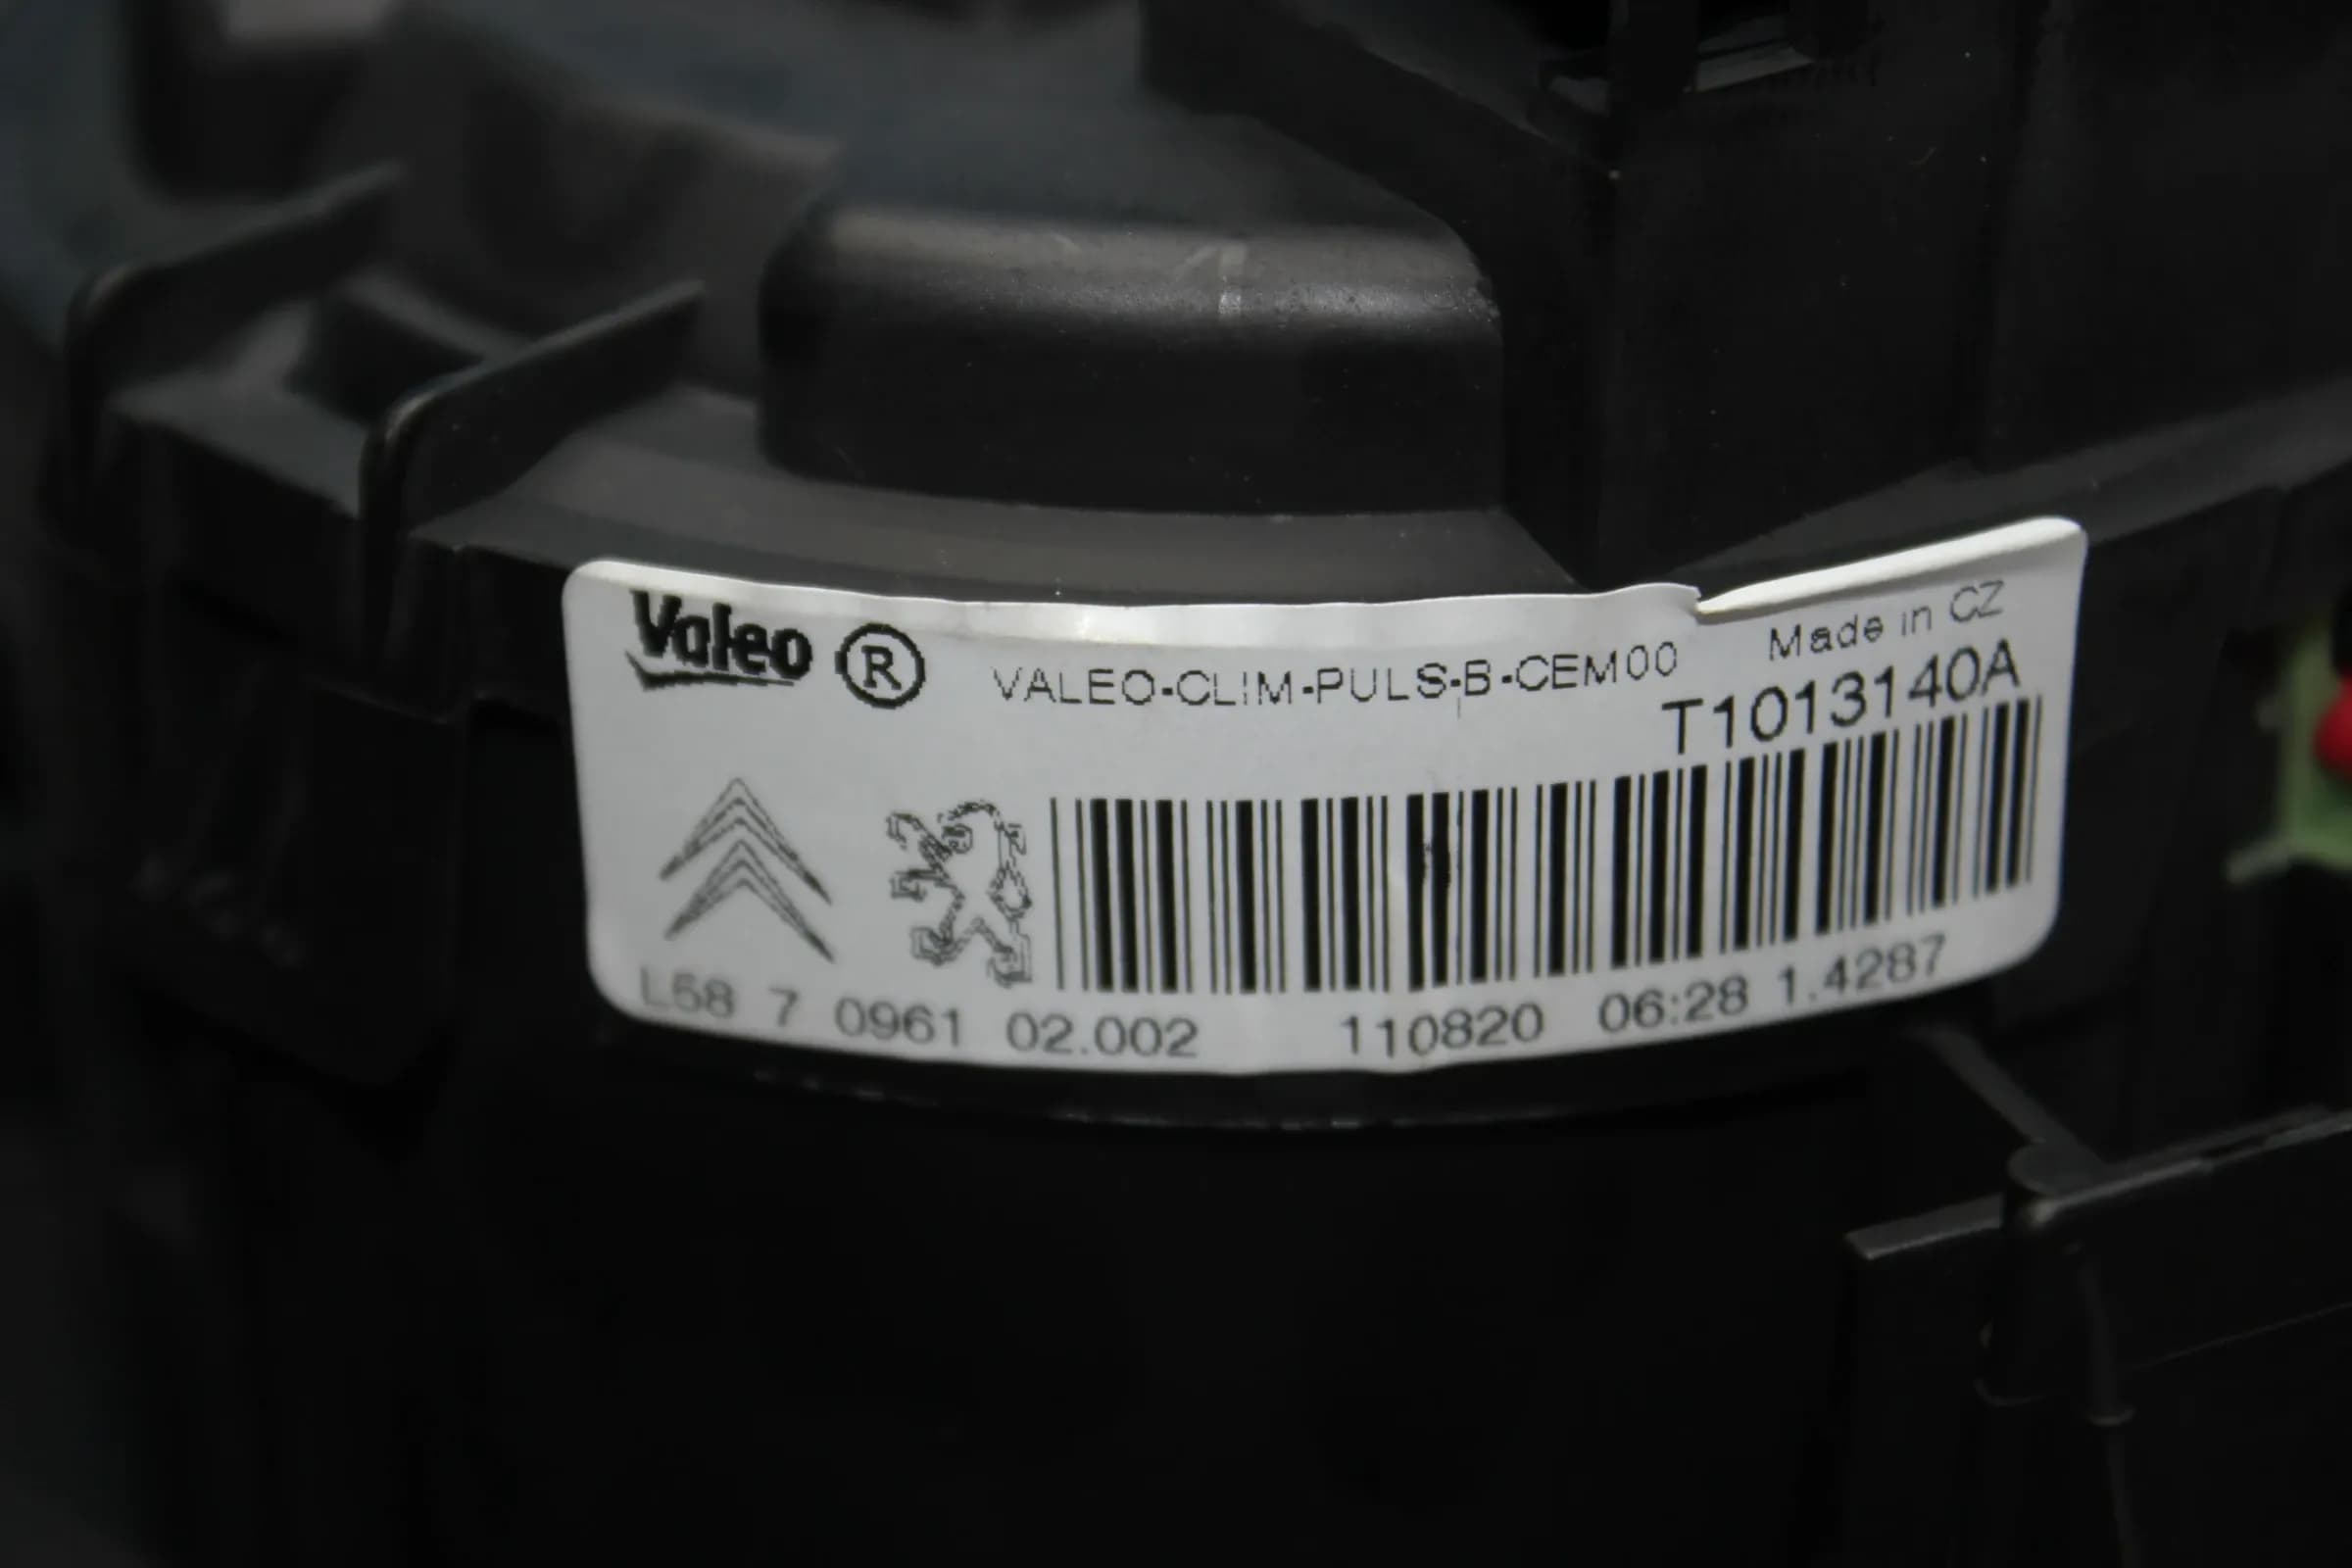 Valeo ®
VALEO-CLIM-PULS-B-CEM00
Made in CZ
T1013140A
L58 7 0961 02.002 110820 06:28 1.4287